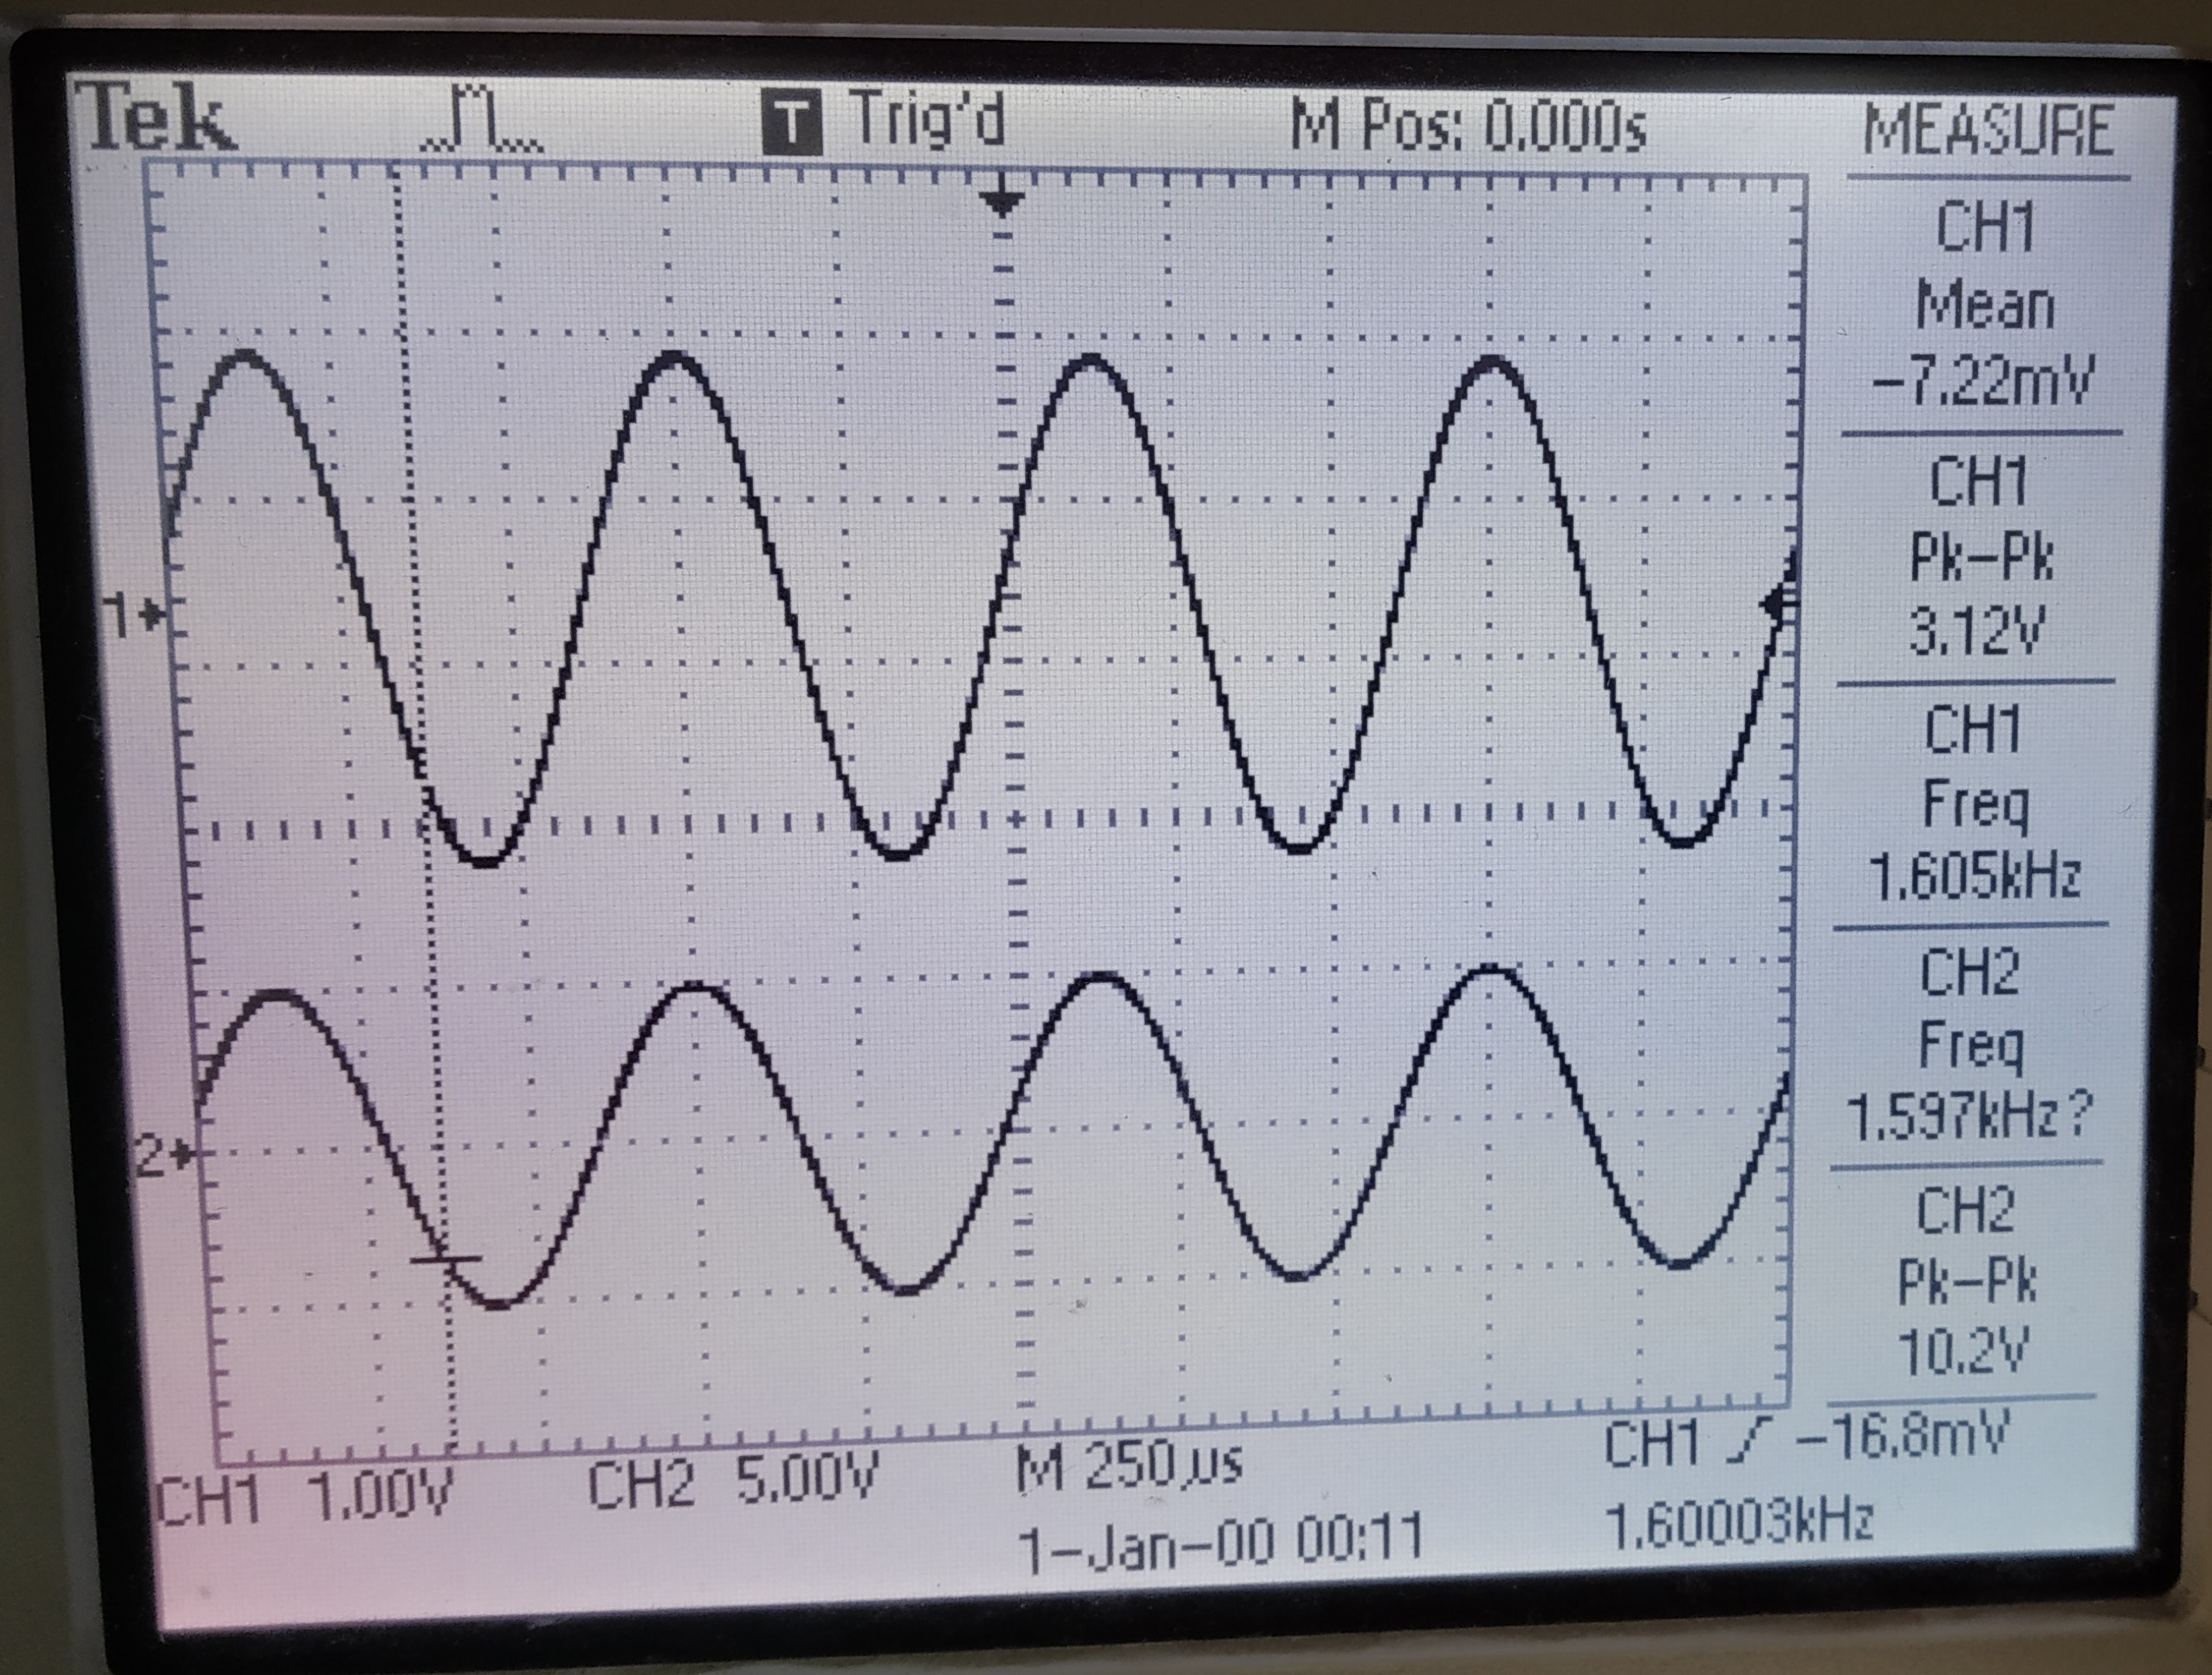 Tek T Trig'd M Pos: 0.000s MEASURE
CH1
Mean
-7.22mV
CH1
Pk-Pk
3.12V
CH1
Freq
1.605kHz
CH2
Freq
1.597kHz?
CH2
Pk-Pk
10.2V
1
2
CH1 1.00V CH2 5.00V M 250µs CH1 -16.8mV
1-Jan-00 00:11 1.60003kHz